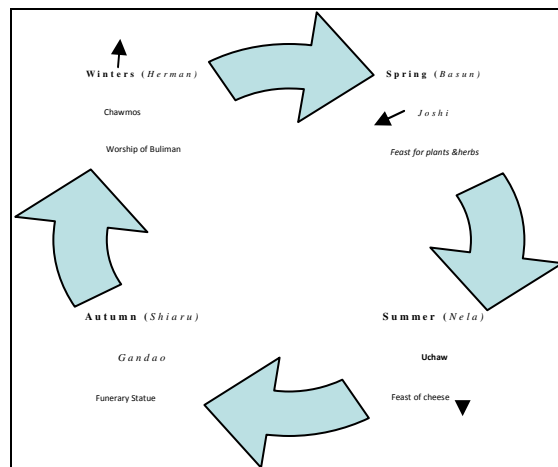 Winters (Herman)
Chawmos
Worship of Buliman
Spring (Basun)
Joshi
Feast for plants &herbs
Autumn (Shiaru)
Gandao
Funerary Statue
Summer (Nela)
Uchaw
Feast of cheese